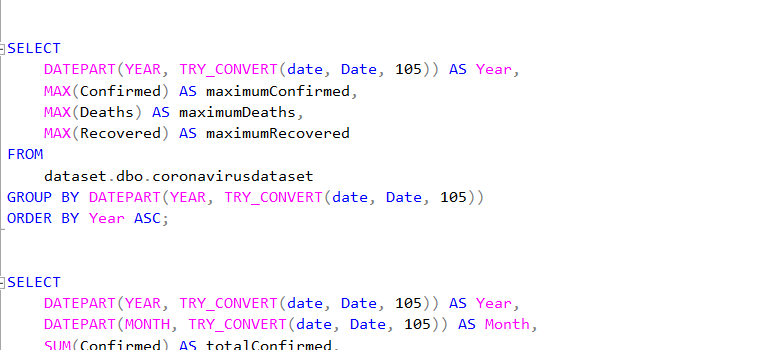 SELECT
DATEPART(YEAR, TRY_CONVERT(date, Date, 105)) AS Year,
MAX(Confirmed) AS maximumConfirmed,
MAX(Deaths) AS maximumDeaths,
MAX(Recovered) AS maximumRecovered
FROM
dataset.dbo.coronavirusdataset
GROUP BY DATEPART(YEAR, TRY_CONVERT(date, Date, 105))
ORDER BY Year ASC;
SELECT
DATEPART(YEAR, TRY_CONVERT(date, Date, 105)) AS Year,
DATEPART(MONTH, TRY_CONVERT(date, Date, 105)) AS Month,
SUM(Confirmed) AS totalConfirmed,